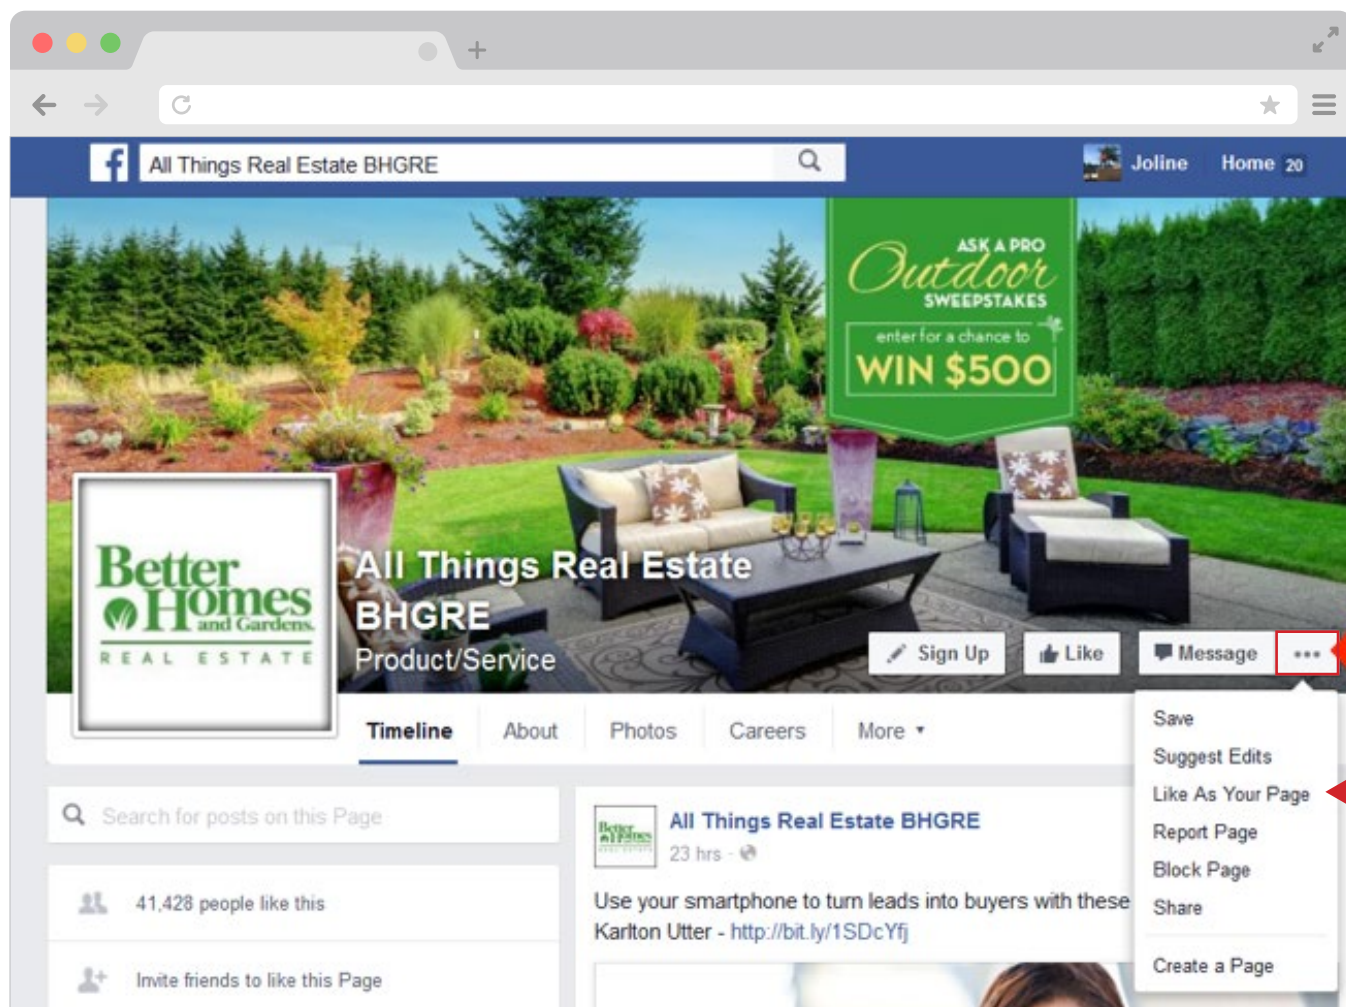 All Things Real Estate BHGRE
Joline
Home 20
ASK A PRO
Outdoor
SWEEPSTAKES
enter for a chance to
WIN $500
Better
Homes
and Gardens.
REAL ESTATE
All Things Real Estate
BHGRE
Product/Service
Sign Up
Like
Message
Timeline
About
Photos
Careers
More
Save
Suggest Edits
Like As Your Page
Report Page
Block Page
Share
Create a Page
Search for posts on this Page
41,428 people like this
Invite friends to like this Page
Better
Homes
REAL ESTATE
All Things Real Estate BHGRE
23 hrs
Use your smartphone to turn leads into buyers with these
Karlton Utter - http://bit.ly/1SDcYfj